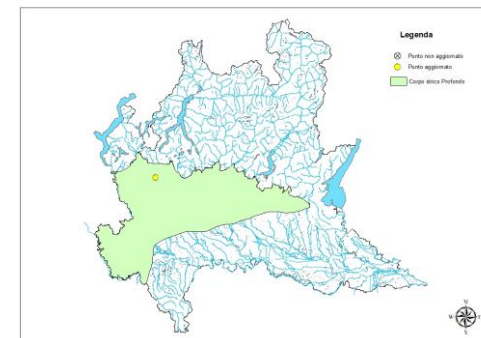 Legenda
Punto non aggiornato
Punto aggiornato
Corpo idrico Profondo
N
W
E
S